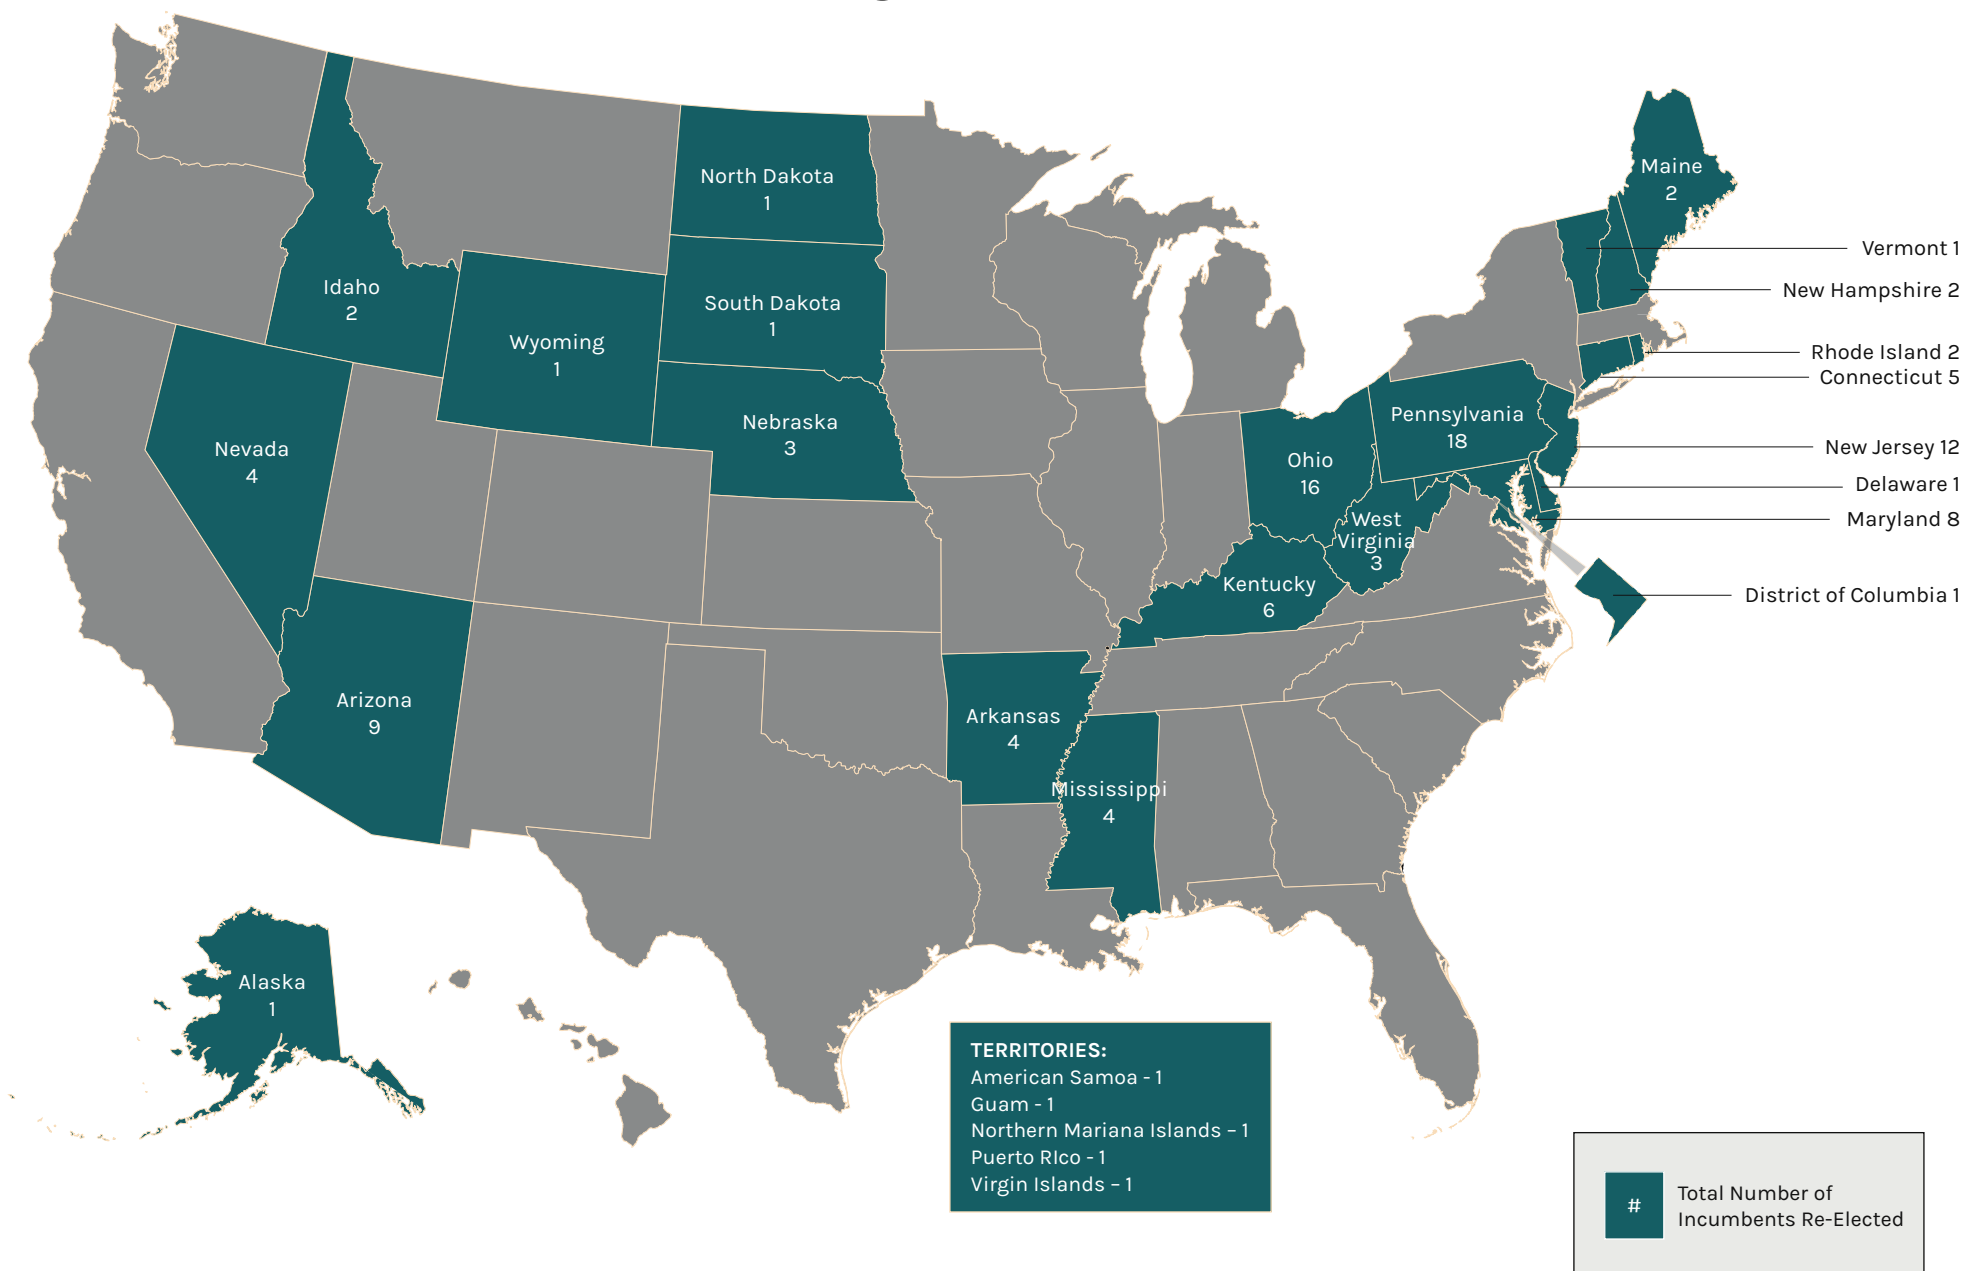 North Dakota
1
Maine
2
Vermont 1
Idaho
2
New Hampshire 2
South Dakota
1
Wyoming
1
Rhode Island 2
Connecticut 5
Nebraska
3
Pennsylvania
18
Nevada
4
New Jersey 12
Ohio
16
Delaware 1
Maryland 8
West
Virginia
3
Kentucky
6
District of Columbia 1
Arizona
9
Arkansas
4
Mississippi
4
Alaska
1
TERRITORIES:
American Samoa - 1
Guam - 1
Northern Mariana Islands – 1
Puerto RIco - 1
Virgin Islands – 1
# Total Number of
Incumbents Re-Elected